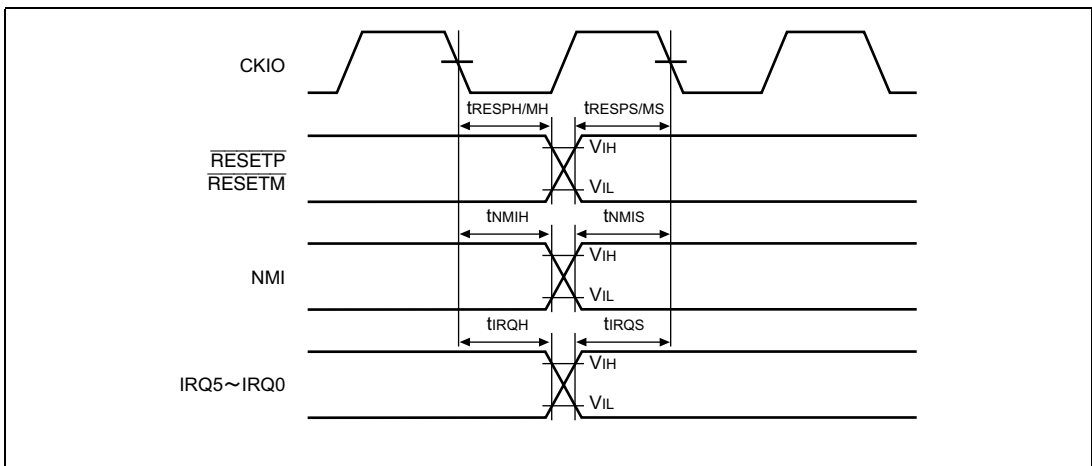 CKIO
tRESPH/MH tRESPS/MS
RESETP
RESETM
VIH
VIL
tNMIH tNMIS
NMI
VIH
VIL
tIRQH tIRQS
IRQ5～IRQ0
VIH
VIL